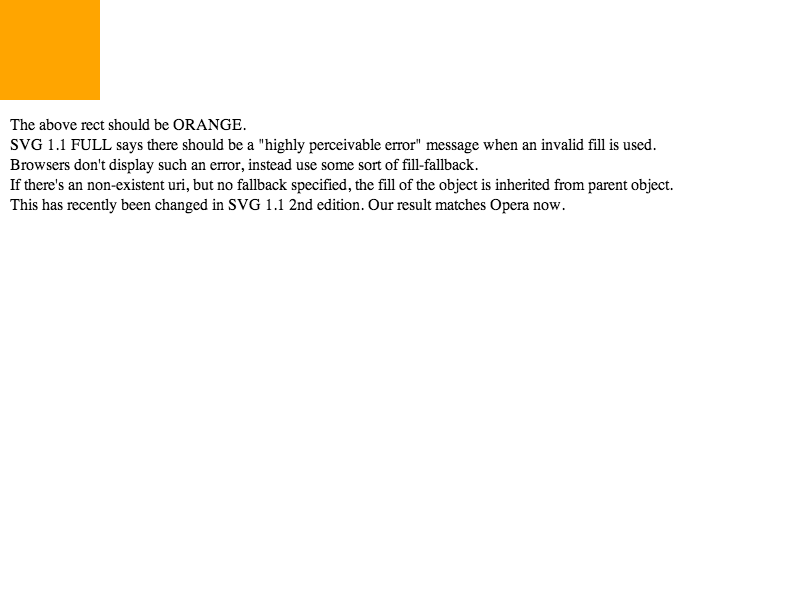 The above rect should be ORANGE.
SVG 1.1 FULL says there should be a "highly perceivable error" message when an invalid fill is used.
Browsers don't display such an error, instead use some sort of fill-fallback.
If there's an non-existent uri, but no fallback specified, the fill of the object is inherited from parent object.
This has recently been changed in SVG 1.1 2nd edition. Our result matches Opera now.